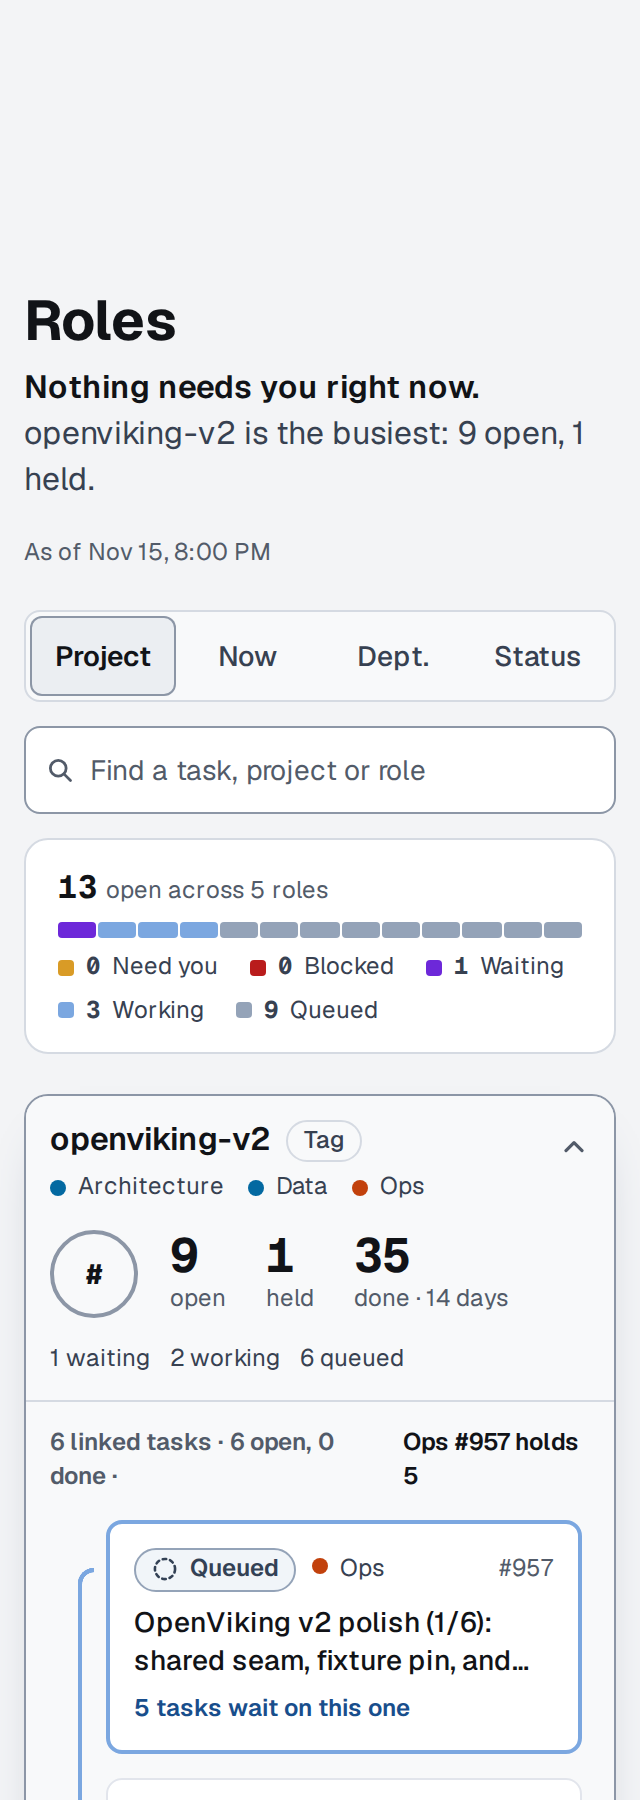 Roles
Nothing needs you right now.
openviking-v2 is the busiest: 9 open, 1
held.
As of Nov 15, 8:00 PM
Project Now Dept. Status
Find a task, project or role
13 open across 5 roles
0 Need you 0 Blocked 1 Waiting
3 Working 9 Queued
openviking-v2 Tag
Architecture Data Ops
# 9 1 35
open held done · 14 days
1 waiting 2 working 6 queued
6 linked tasks · 6 open, 0 Ops #957 holds
done · 5
Queued Ops #957
OpenViking v2 polish (1/6):
shared seam, fixture pin, and…
5 tasks wait on this one